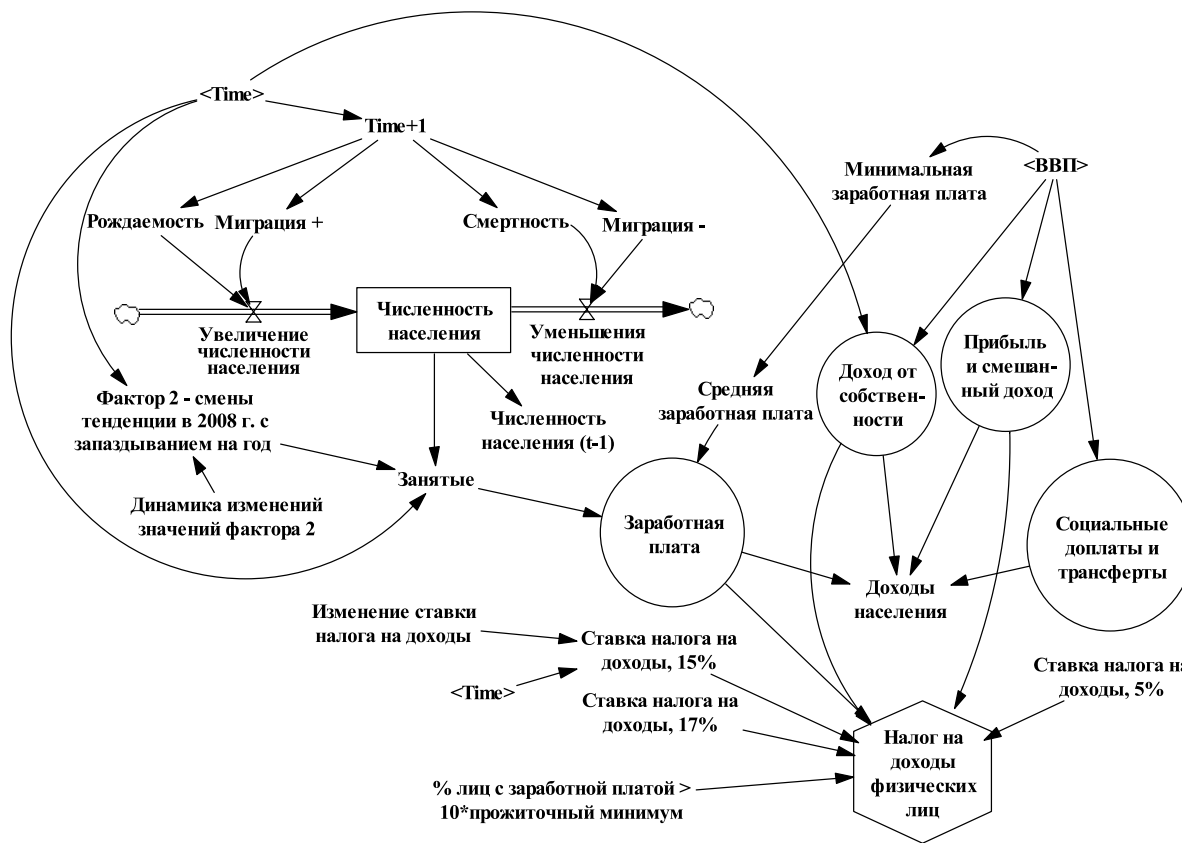 <Time>
Time+1
Минимальная
заработная плата
<ВВП>
Рождаемость
Миграция +
Смертность
Миграция -
Численность
населения
Увеличение
численности
населения
Уменьшения
численности
населения
Прибыль
и смешан-
ный доход
Доход от
собствен-
ности
Средняя
заработная плата
Фактор 2 - смены
тенденции в 2008 г. с
запаздыванием на год
Численность
населения (t-1)
Занятые
Динамика изменений
значений фактора 2
Заработная
плата
Социальные
доплаты и
трансферты
Доходы
населения
Изменение ставки
налога на доходы
Ставка налога на
доходы, 15%
<Time>
Ставка налога на
доходы, 17%
Ставка налога на
доходы, 5%
Налог на
доходы
физических
лиц
% лиц с заработной платой >
10*прожиточный минимум